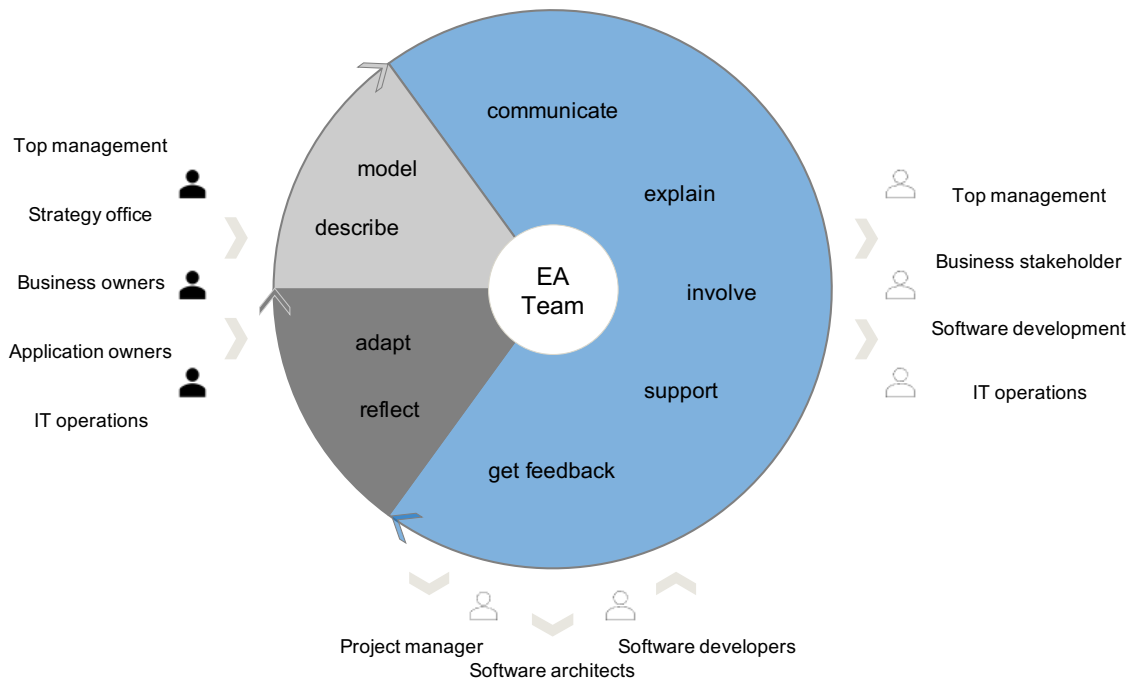 communicate
model
explain
describe
EA
Team
involve
adapt
support
reflect
get feedback
Top management
Strategy office
Business owners
Application owners
IT operations
Top management
Business stakeholder
Software development
IT operations
Project manager
Software developers
Software architects